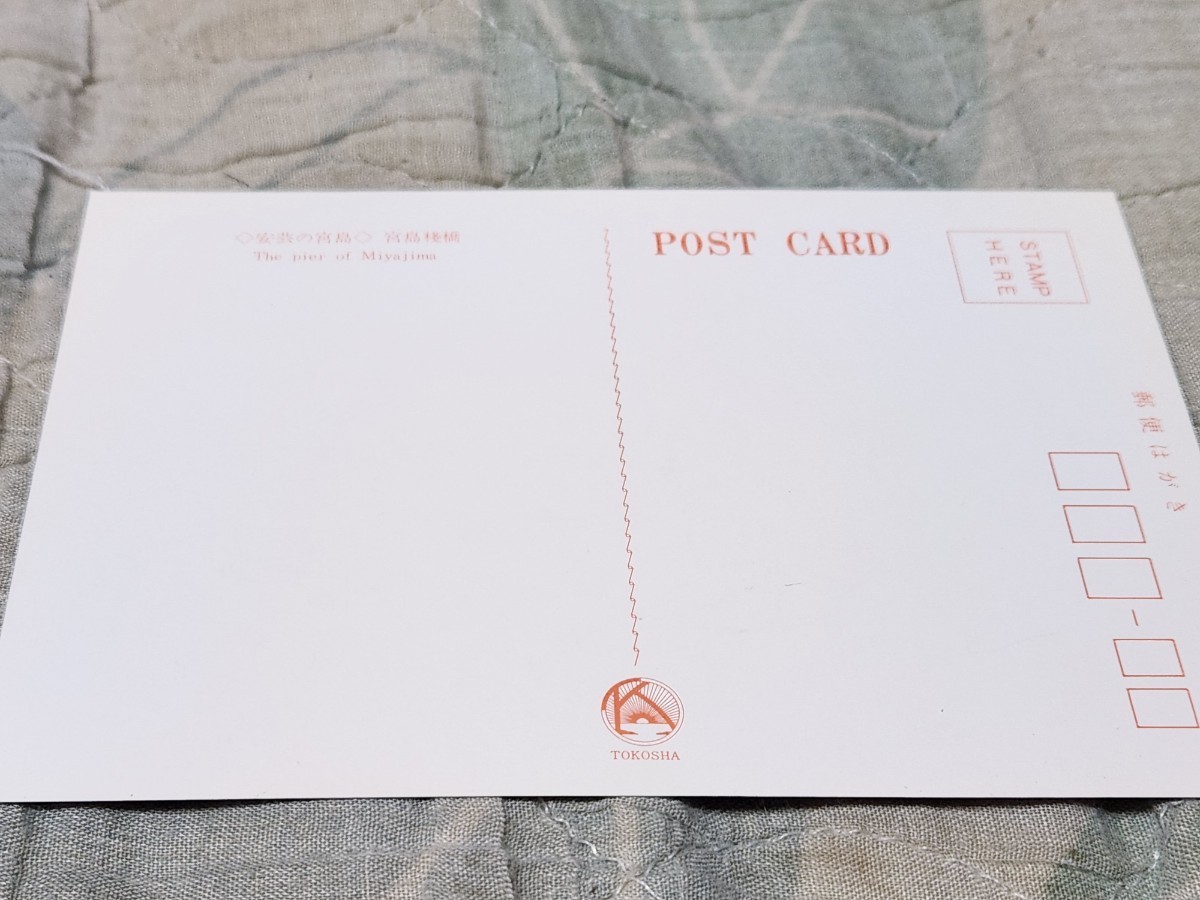 ◇安芸の宮島◇ 宮島棧橋
The pier of Miyajima
POST CARD
STAMP
HERE
郵便はがき
TOKOSHA